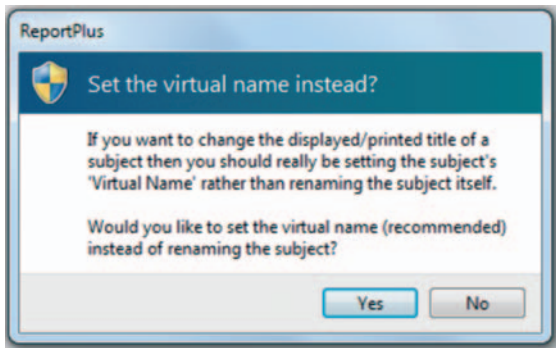 ReportPlus
Set the virtual name instead?
If you want to change the displayed/printed title of a
subject then you should really be setting the subject's
'Virtual Name' rather than renaming the subject itself.
Would you like to set the virtual name (recommended)
instead of renaming the subject?
Yes No